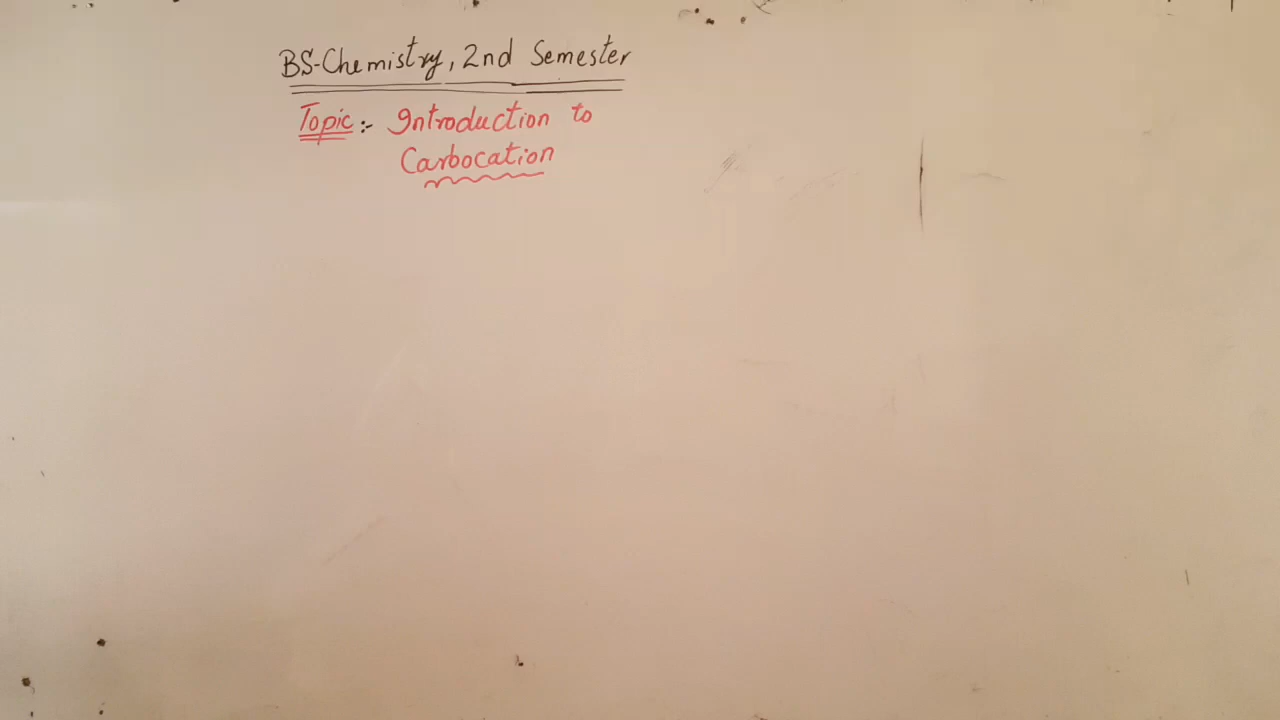 BS-Chemistry, 2nd Semester
Topic:- Introduction to
Carbocation